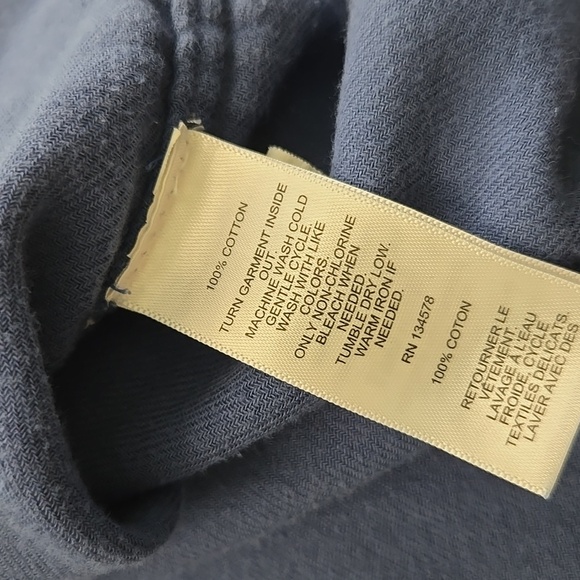 100% COTTON
TURN GARMENT INSIDE
OUT.
MACHINE WASH COLD
GENTLE CYCLE.
WASH WITH LIKE
COLORS.
ONLY NON-CHLORINE
BLEACH WHEN
NEEDED.
TUMBLE DRY LOW.
WARM IRON IF
NEEDED.
RN 134578
100% COTON
RETOURNER LE
VÊTEMENT
LAVAGE À L'EAU
FROIDE, CYCLE
TEXTILES DELICATS.
LAVER AVEC DES